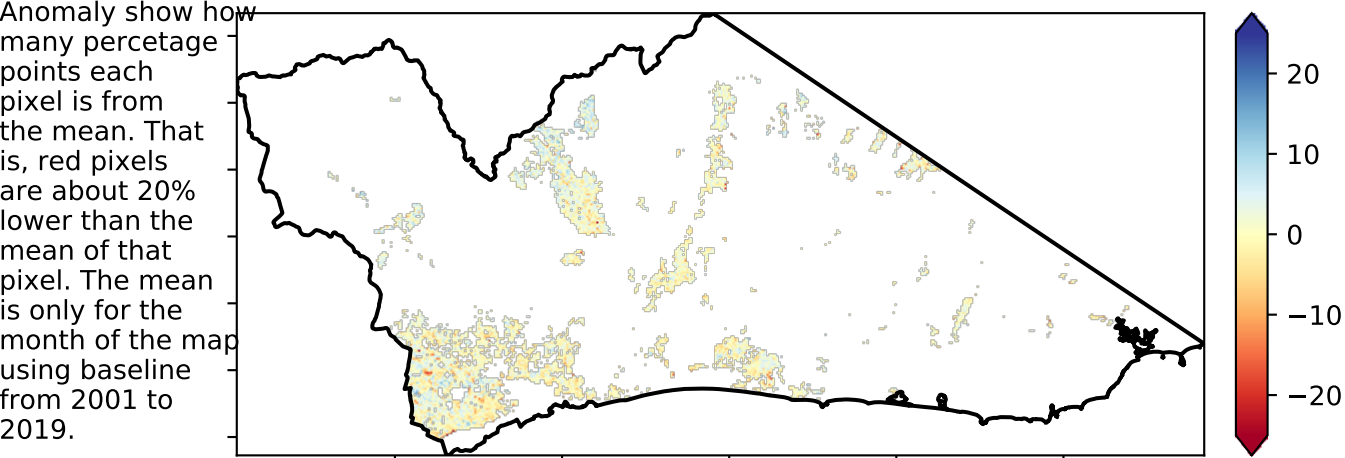 Anomaly show how
many percetage
points each
pixel is from
the mean. That
is, red pixels
are about 20%
lower than the
mean of that
pixel. The mean
is only for the
month of the map
using baseline
from 2001 to
2019.
20
10
0
−10
−20